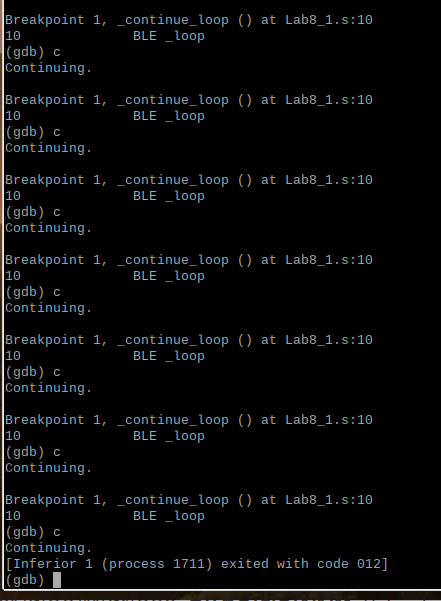 Breakpoint 1, _continue_loop () at Lab8_1.s:10
10 BLE _loop
(gdb) c
Continuing.
Breakpoint 1, _continue_loop () at Lab8_1.s:10
10 BLE _loop
(gdb) c
Continuing.
Breakpoint 1, _continue_loop () at Lab8_1.s:10
10 BLE _loop
(gdb) c
Continuing.
Breakpoint 1, _continue_loop () at Lab8_1.s:10
10 BLE _loop
(gdb) c
Continuing.
Breakpoint 1, _continue_loop () at Lab8_1.s:10
10 BLE _loop
(gdb) c
Continuing.
Breakpoint 1, _continue_loop () at Lab8_1.s:10
10 BLE _loop
(gdb) c
Continuing.
Breakpoint 1, _continue_loop () at Lab8_1.s:10
10 BLE _loop
(gdb) c
Continuing.
[Inferior 1 (process 1711) exited with code 012]
(gdb)